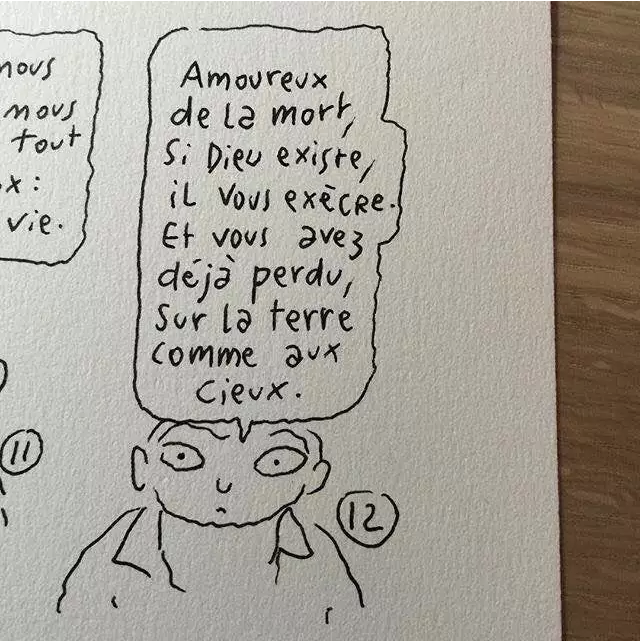 nous
nous
tout
x:
vie.
11
Amoureux
de la mort,
Si Dieu existe,
il vous exècre.
Et vous avez
déjà perdu,
Sur la terre
comme aux
cieux.
12